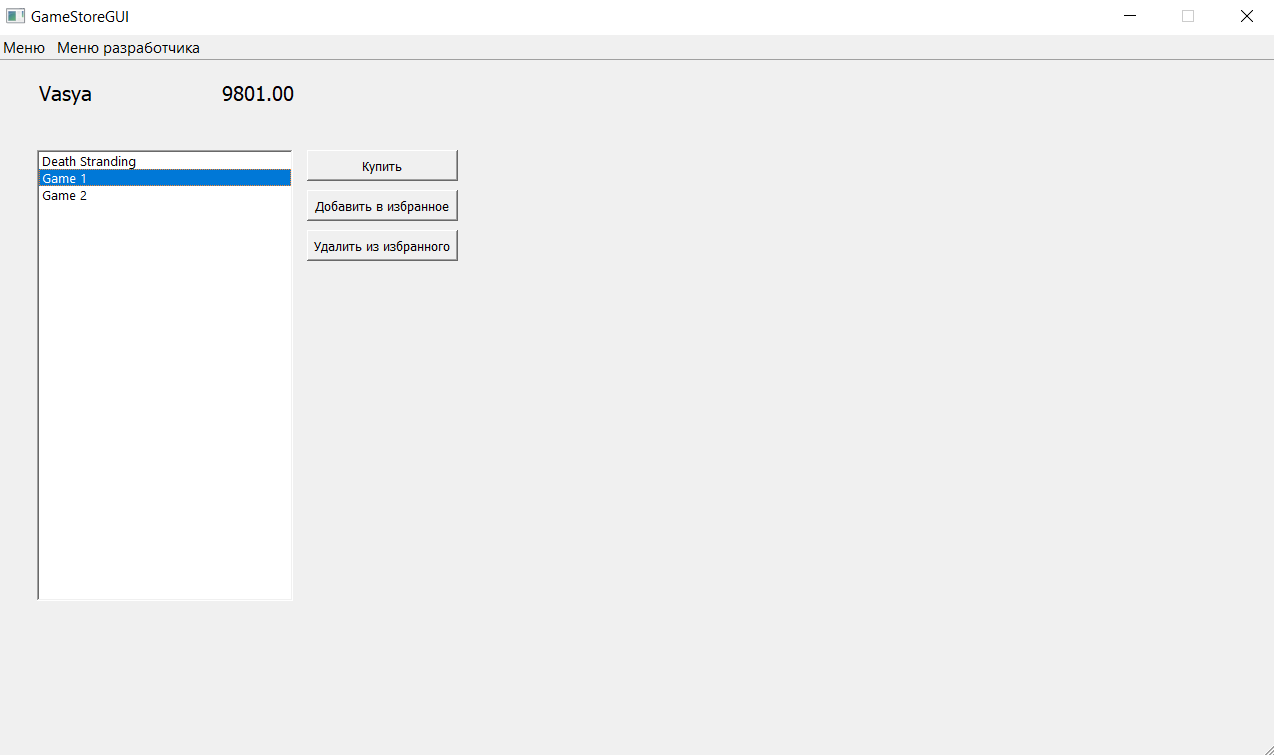 GameStoreGUI
Меню Меню разработчика
Vasya 9801.00
Death Stranding
Game 1
Game 2
Купить
Добавить в избранное
Удалить из избранного